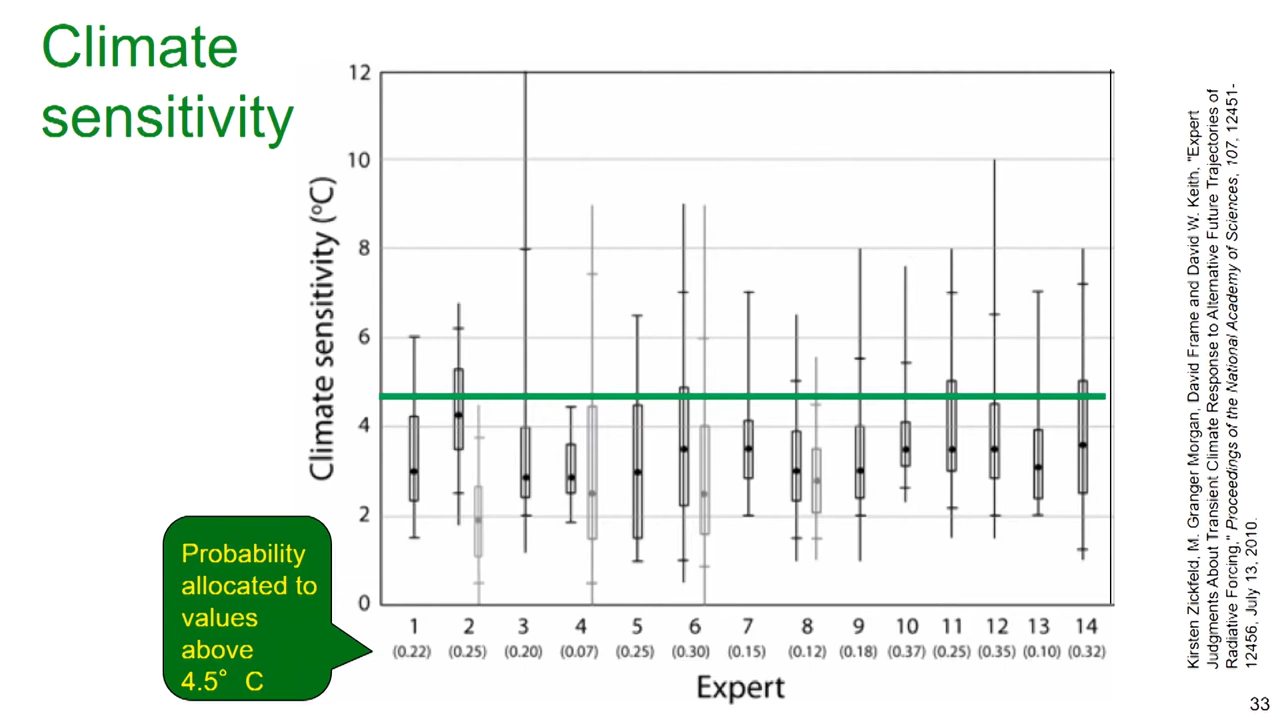 Climate
sensitivity
Climate sensitivity (ºC)
12
10
8
6
4
2
0
1 2 3 4 5 6 7 8 9 10 11 12 13 14
(0.22) (0.25) (0.20) (0.07) (0.25) (0.30) (0.15) (0.12) (0.18) (0.37) (0.25) (0.35) (0.10) (0.32)
Expert
Probability
allocated to
values
above
4.5° C
Kirsten Zickfeld, M. Granger Morgan, David Frame and David W. Keith, "Expert
Judgments About Transient Climate Response to Alternative Future Trajectories of
Radiative Forcing," Proceedings of the National Academy of Sciences, 107, 12451-
12456, July 13, 2010.
33